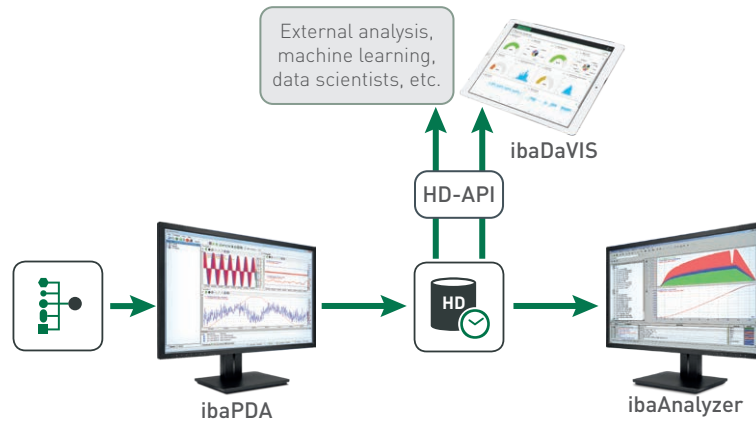 External analysis,
machine learning,
data scientists, etc.
ibaDaVIS
HD-API
HD
ibaPDA
ibaAnalyzer